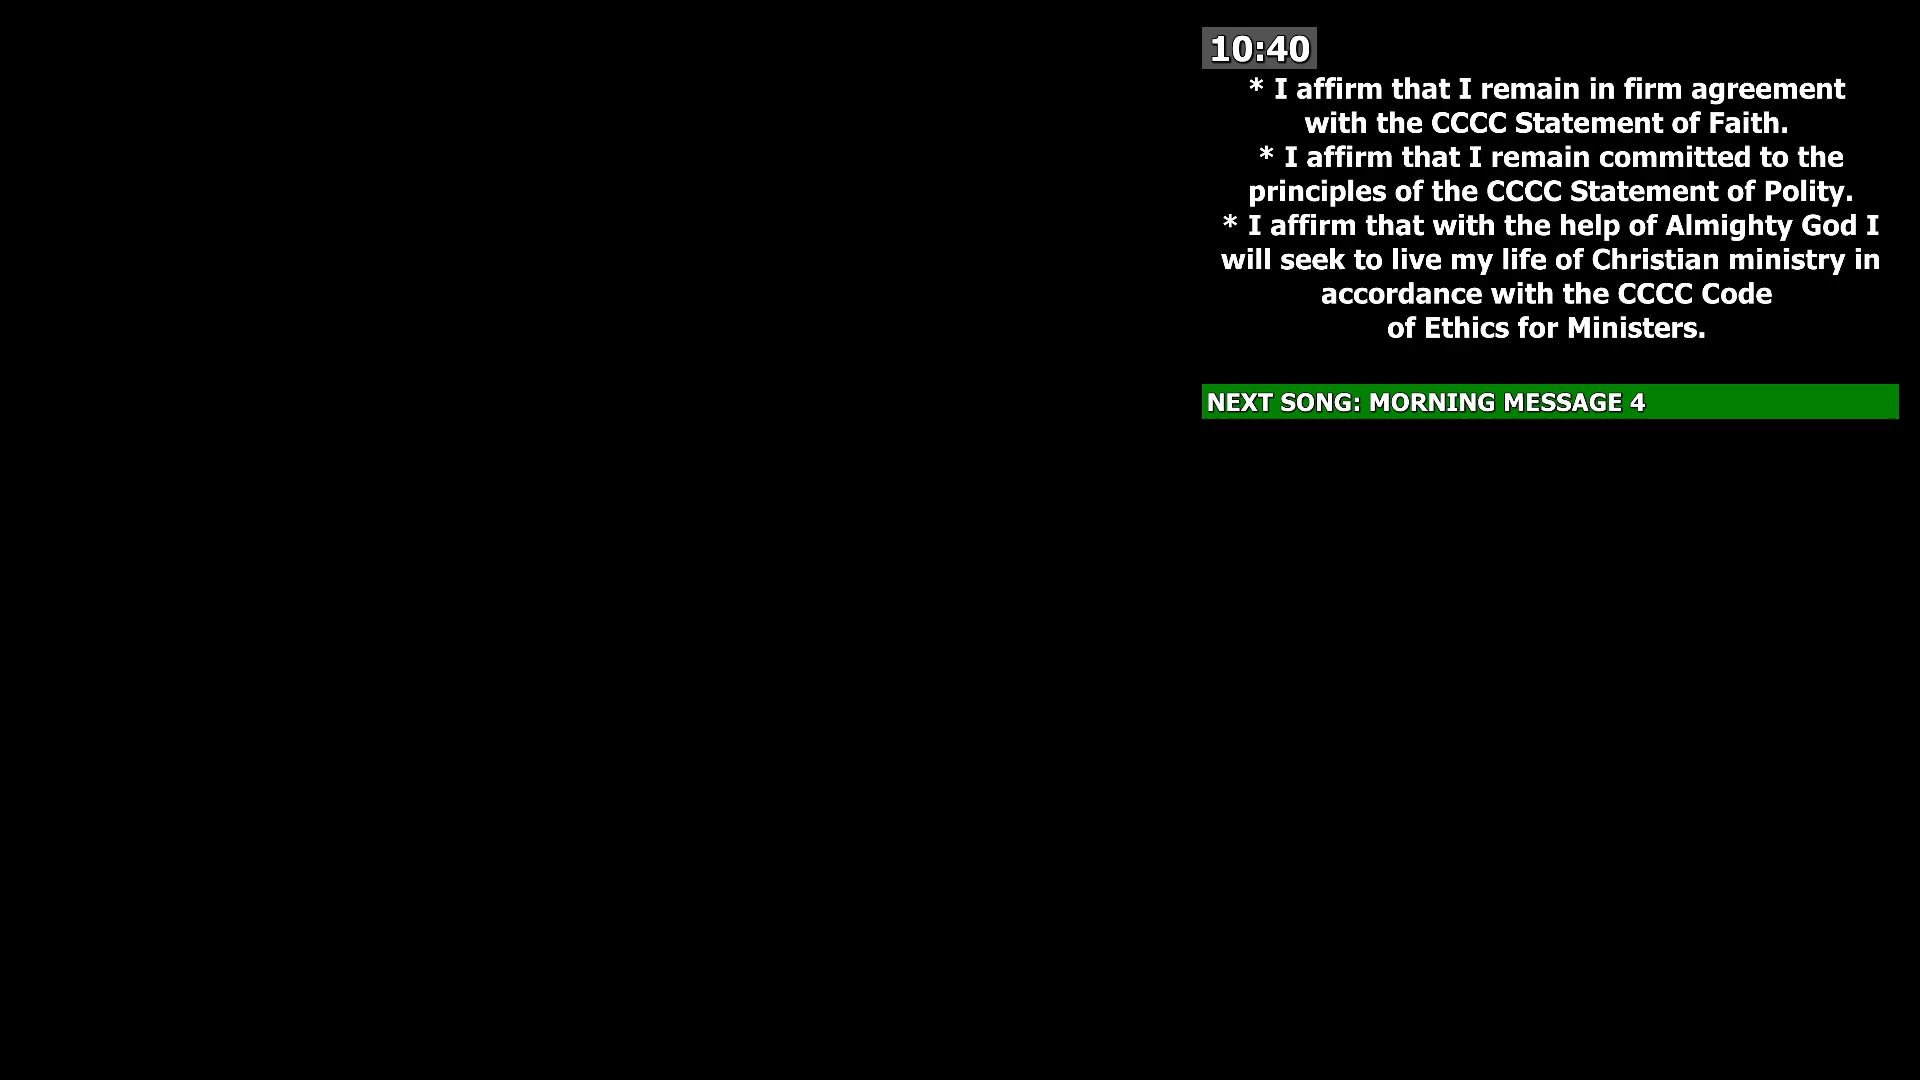 10:40
* I affirm that I remain in firm agreement
with the CCCC Statement of Faith.
* I affirm that I remain committed to the
principles of the CCCC Statement of Polity.
* I affirm that with the help of Almighty God I
will seek to live my life of Christian ministry in
accordance with the CCCC Code
of Ethics for Ministers.
NEXT SONG: MORNING MESSAGE 4